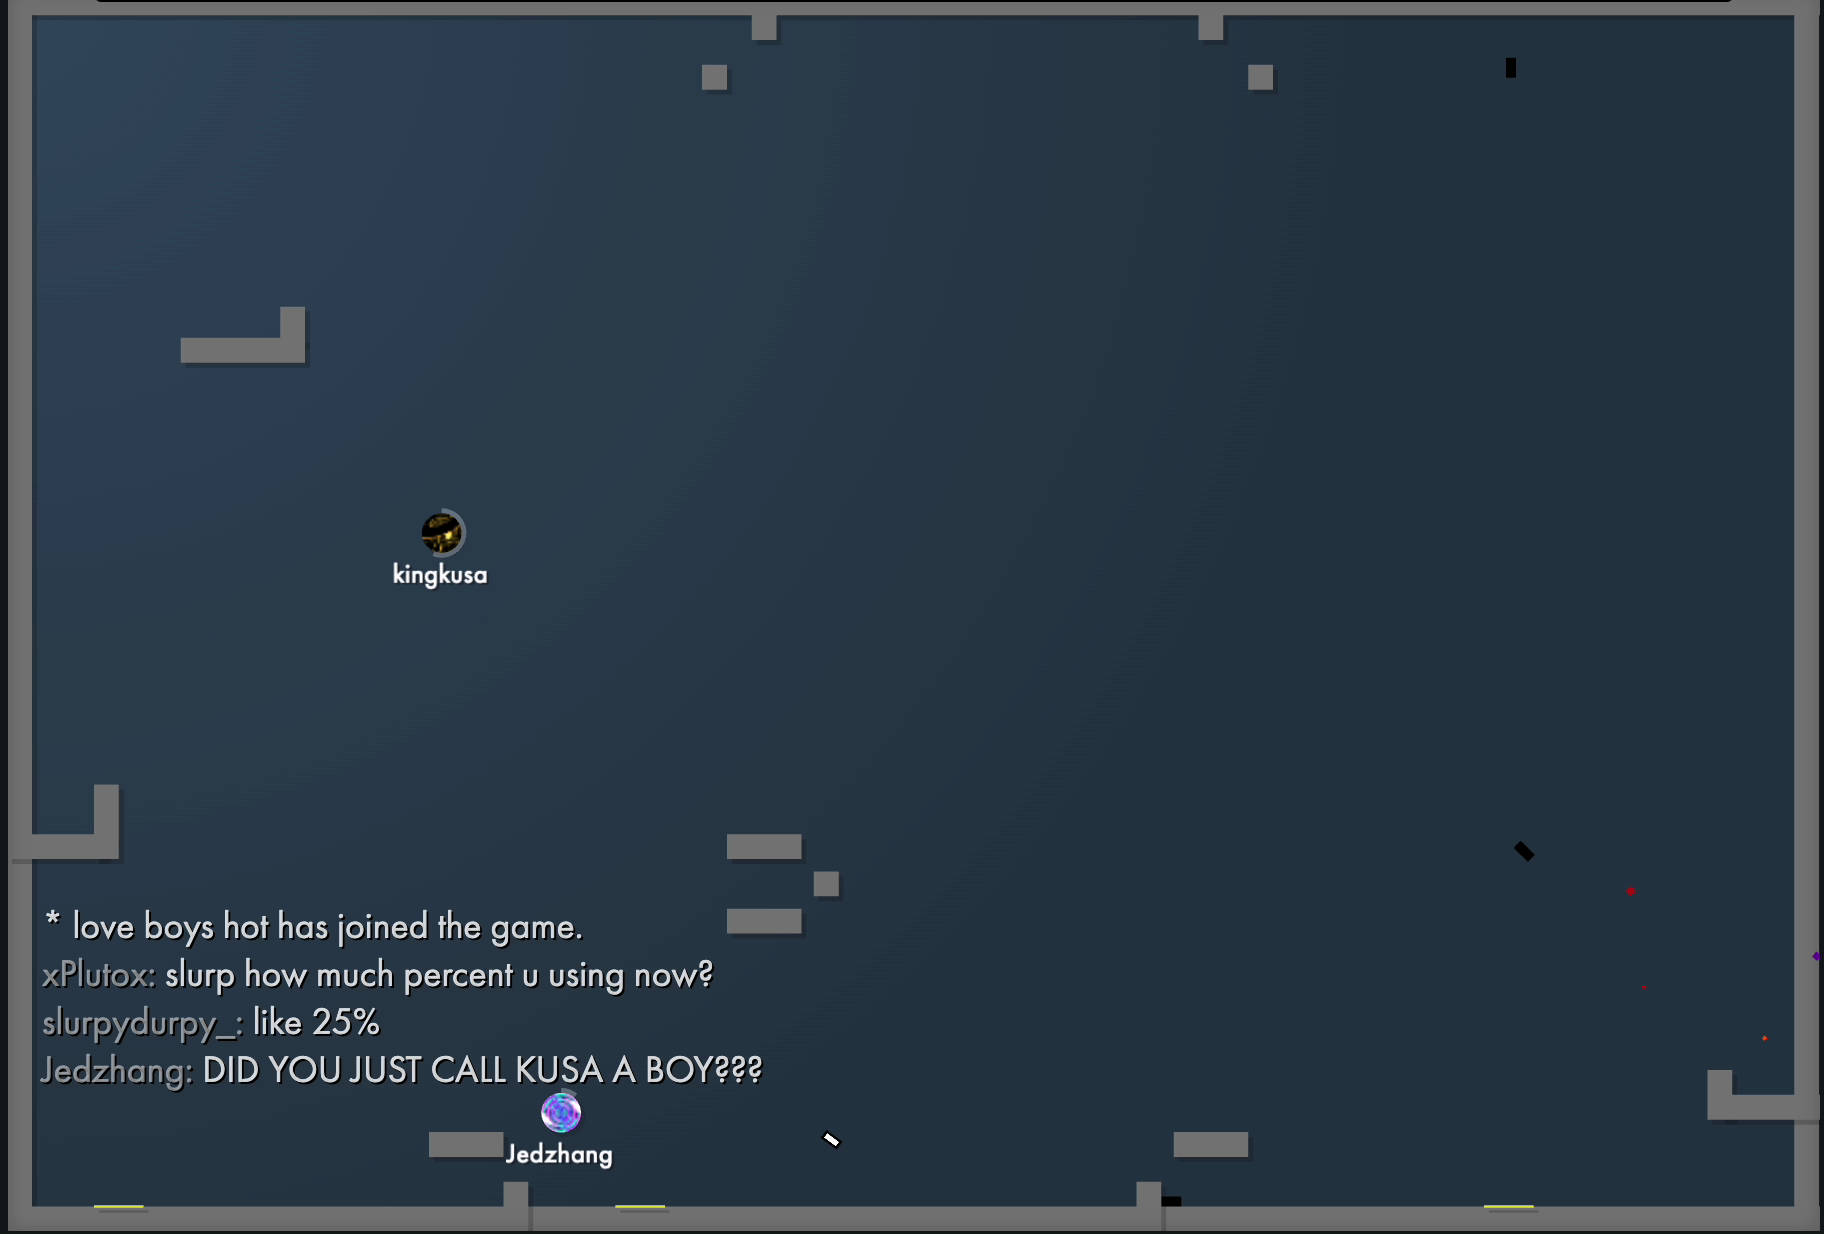 kingkusa
* love boys hot has joined the game.
xPlutox: slurp how much percent u using now?
slurpydurpy_: like 25%
Jedzhang: DID YOU JUST CALL KUSA A BOY???
Jedzhang